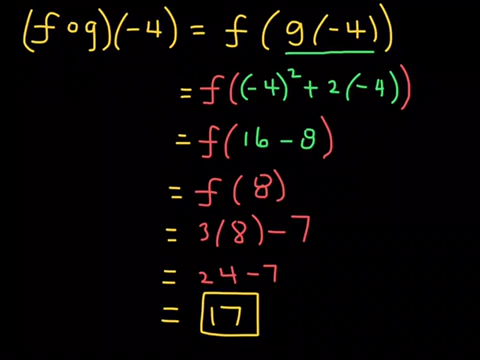 (f∘g)(-4) = f(g(-4))
= f((-4)² + 2(-4))
= f(16 - 8)
= f(8)
= 3(8) - 7
= 24 - 7
= 17